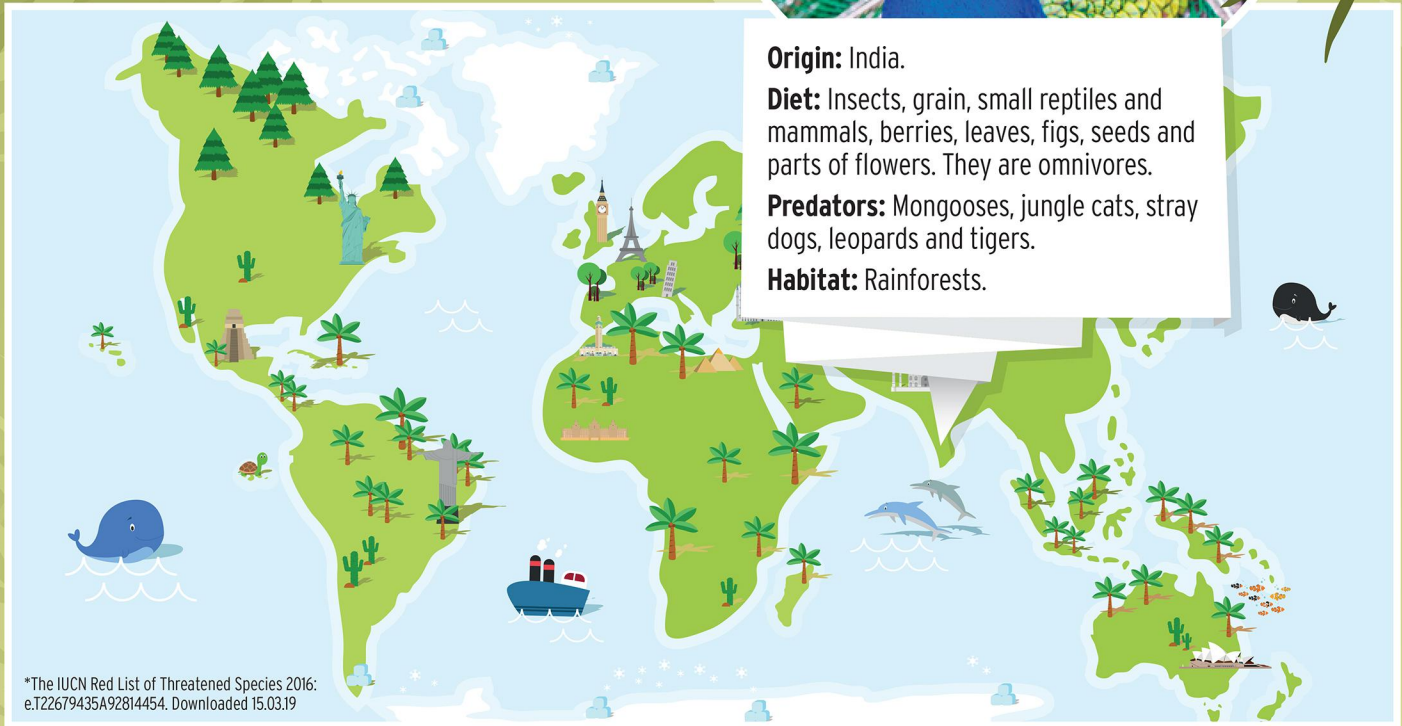 Origin: India.
Diet: Insects, grain, small reptiles and
mammals, berries, leaves, figs, seeds and
parts of flowers. They are omnivores.
Predators: Mongooses, jungle cats, stray
dogs, leopards and tigers.
Habitat: Rainforests.
*The IUCN Red List of Threatened Species 2016:
e.T22679435A92814454. Downloaded 15.03.19